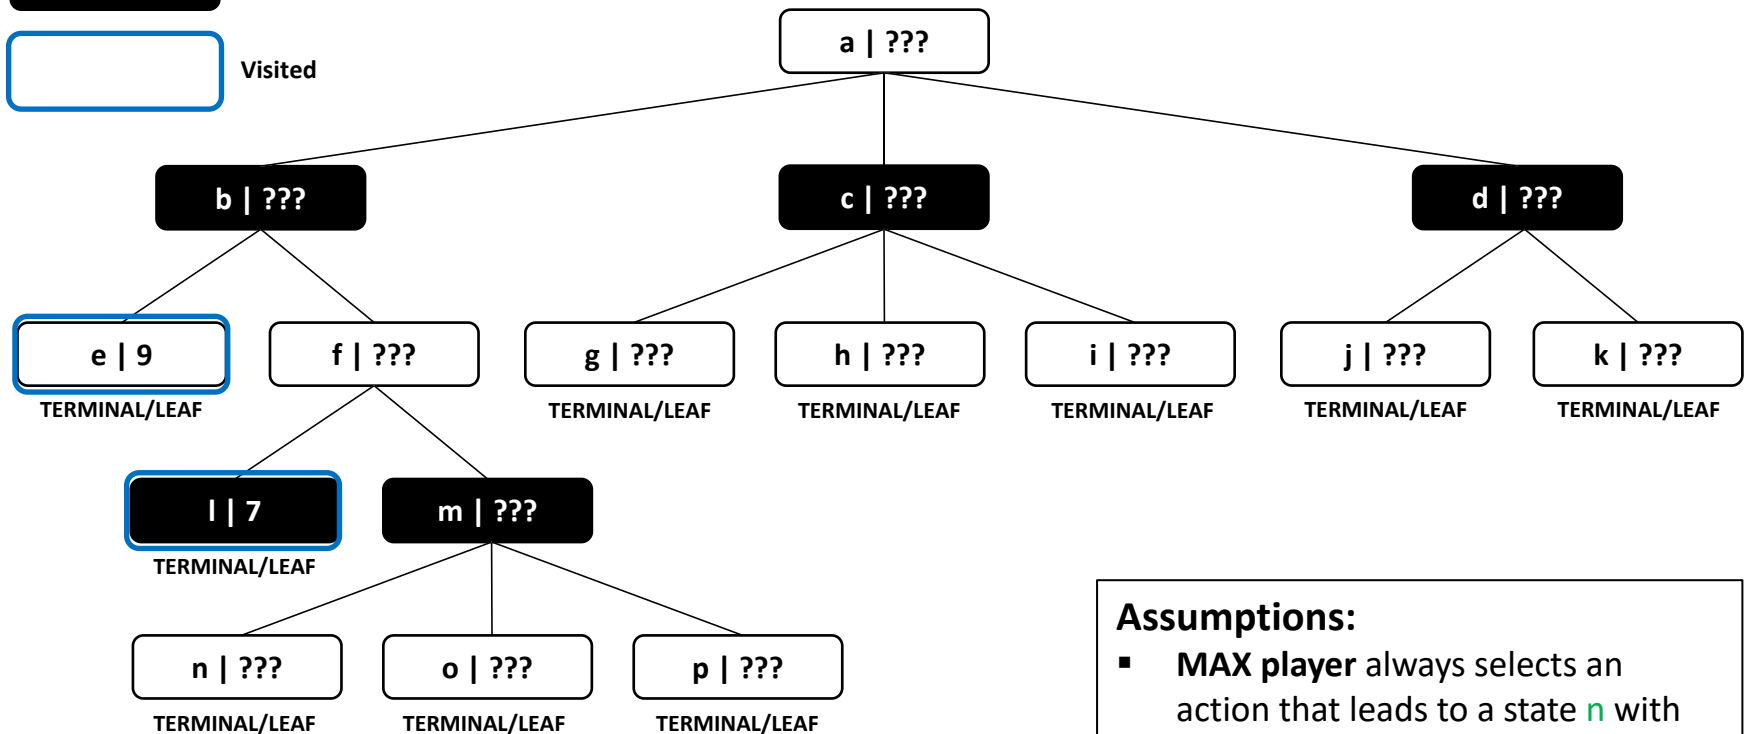 a | ???
Visited
b | ???
c | ???
d | ???
e | 9
f | ???
g | ???
h | ???
i | ???
j | ???
k | ???
TERMINAL/LEAF
TERMINAL/LEAF
TERMINAL/LEAF
TERMINAL/LEAF
TERMINAL/LEAF
TERMINAL/LEAF
l | 7
m | ???
TERMINAL/LEAF
n | ???
o | ???
p | ???
TERMINAL/LEAF
TERMINAL/LEAF
TERMINAL/LEAF
Assumptions:
▪ MAX player always selects an
action that leads to a state n with